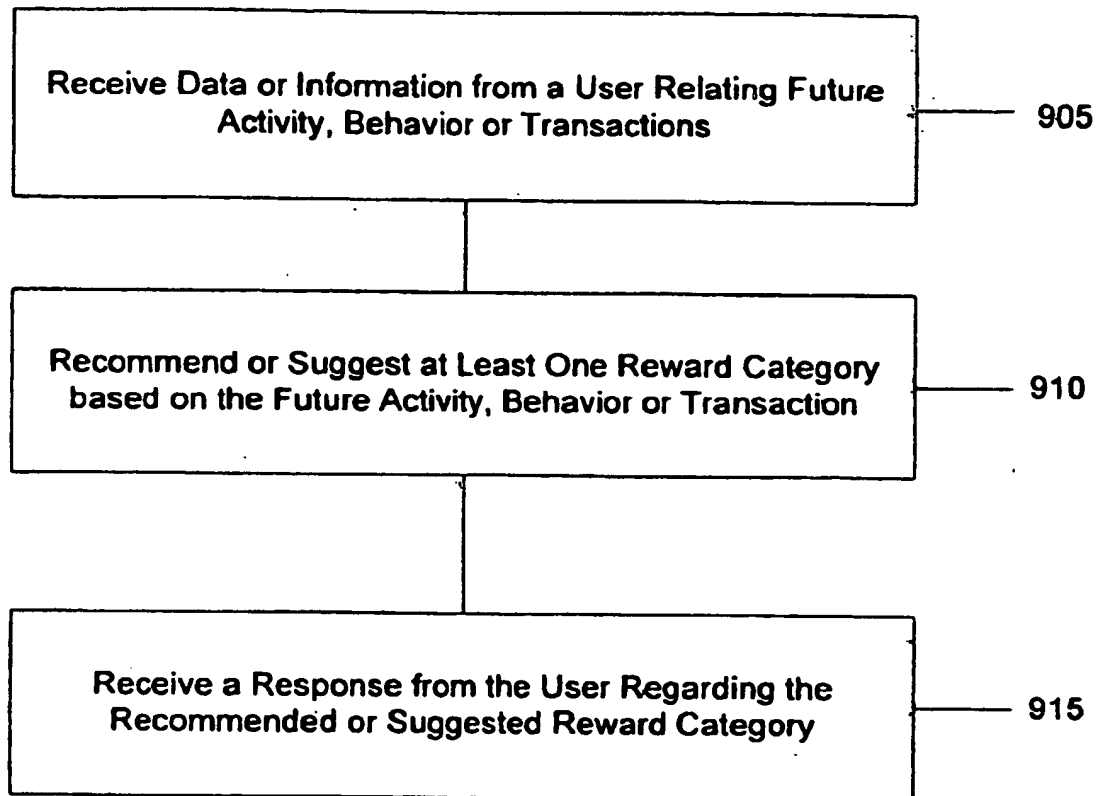 Receive Data or Information from a User Relating Future
Activity, Behavior or Transactions
905
Recommend or Suggest at Least One Reward Category
based on the Future Activity, Behavior or Transaction
910
Receive a Response from the User Regarding the
Recommended or Suggested Reward Category
915